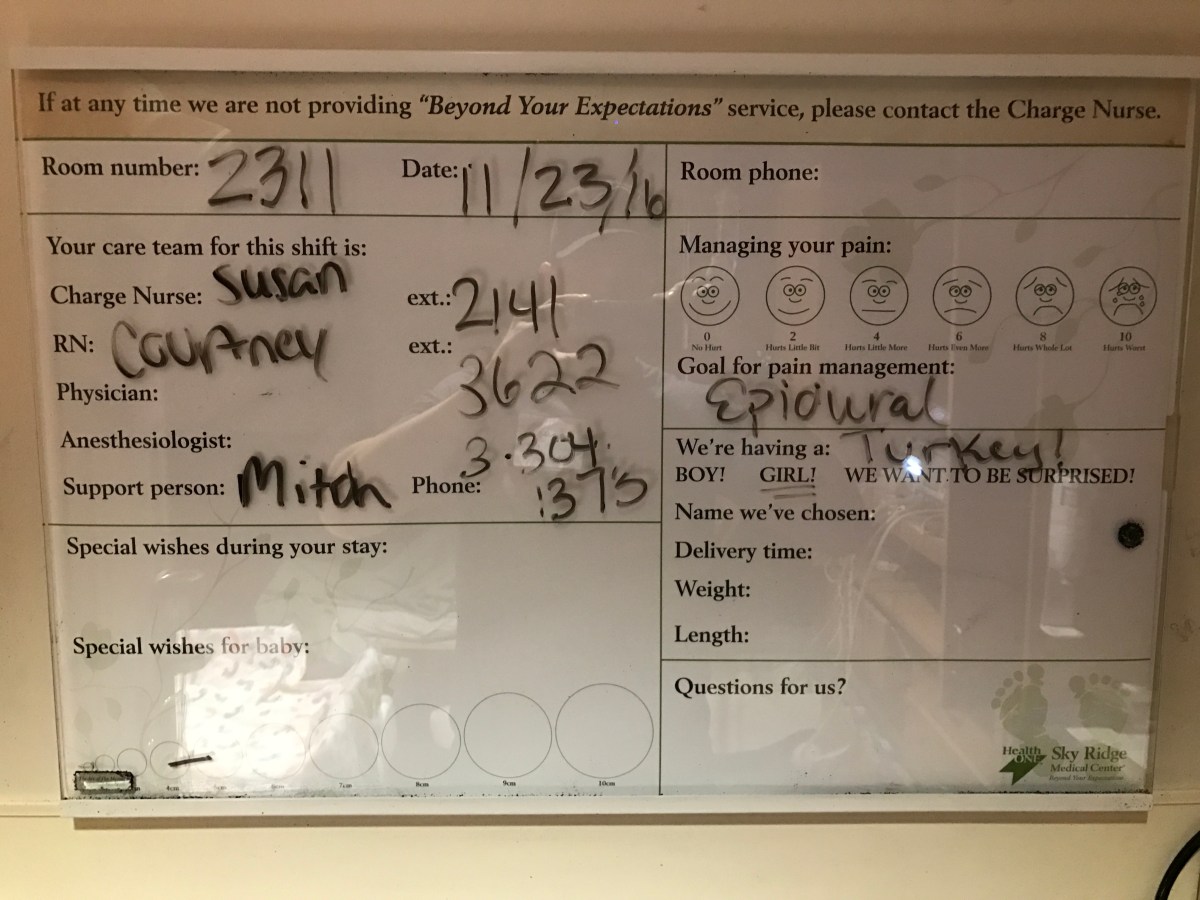 If at any time we are not providing “Beyond Your Expectations” service, please contact the Charge Nurse.
Room number: 2311 Date: 11/23/16
Room phone:
Your care team for this shift is:
Charge Nurse: Susan ext.: 2141
RN: Courtney ext.: 3622
Physician:
Anesthesiologist: 3.304.
Support person: Mitch Phone: 1375
Special wishes during your stay:
Special wishes for baby:
4cm 5cm 6cm 7cm 8cm 9cm 10cm
Managing your pain:
0 2 4 6 8 10
No Hurt Hurts Little Bit Hurts Little More Hurts Even More Hurts Whole Lot Hurts Worst
Goal for pain management:
Epidural
We're having a: Turkey!
BOY! GIRL! WE WANT TO BE SURPRISED!
Name we've chosen:
Delivery time:
Weight:
Length:
Questions for us?
Health ONE Sky Ridge
Medical Center
Beyond Your Expectations